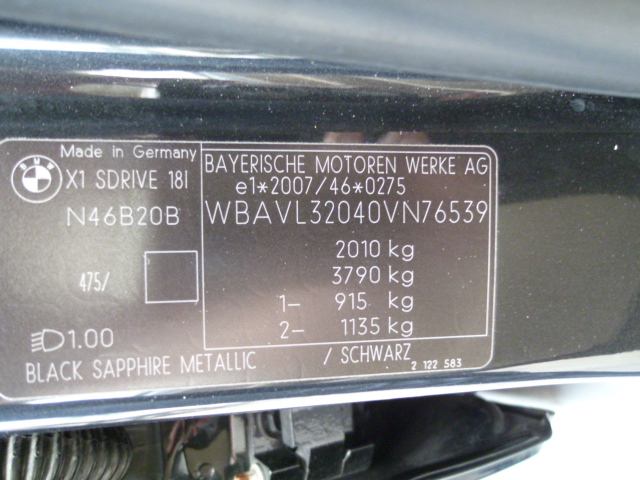 Made in Germany
BMW
X1 SDRIVE 18I
N46B20B
475/
1.00
BLACK SAPPHIRE METALLIC / SCHWARZ
BAYERISCHE MOTOREN WERKE AG
e1*2007/46*0275
WBAVL32040VN76539
2010 kg
3790 kg
1- 915 kg
2- 1135 kg
2 122 583